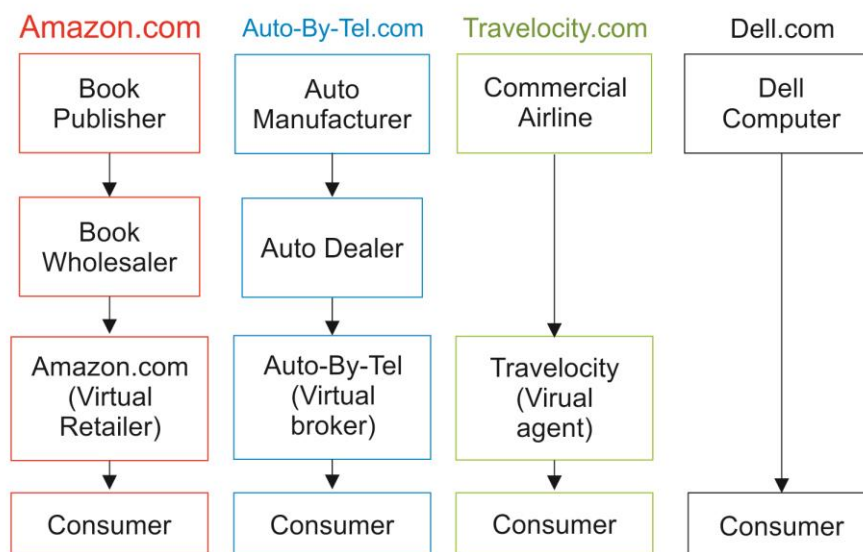 Amazon.com
Auto-By-Tel.com
Travelocity.com
Dell.com
Book
Publisher
Auto
Manufacturer
Commercial
Airline
Dell
Computer
Book
Wholesaler
Auto Dealer
Amazon.com
(Virtual
Retailer)
Auto-By-Tel
(Virtual
broker)
Travelocity
(Virual
agent)
Consumer
Consumer
Consumer
Consumer